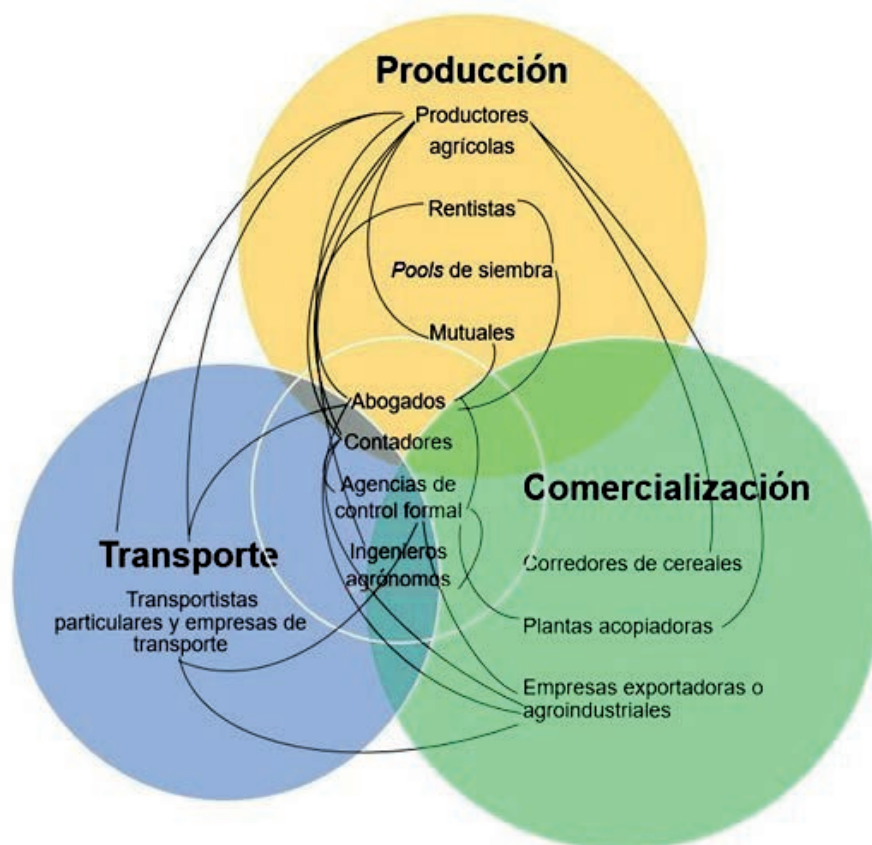 Producción
Productores
agrícolas
Rentistas
Pools de siembra
Mutuales
Abogados
Contadores
Agencias de
control formal
Ingenieros
agrónomos
Transporte
Transportistas
particulares y empresas de
transporte
Comercialización
Corredores de cereales
Plantas acopiadoras
Empresas exportadoras o
agroindustriales